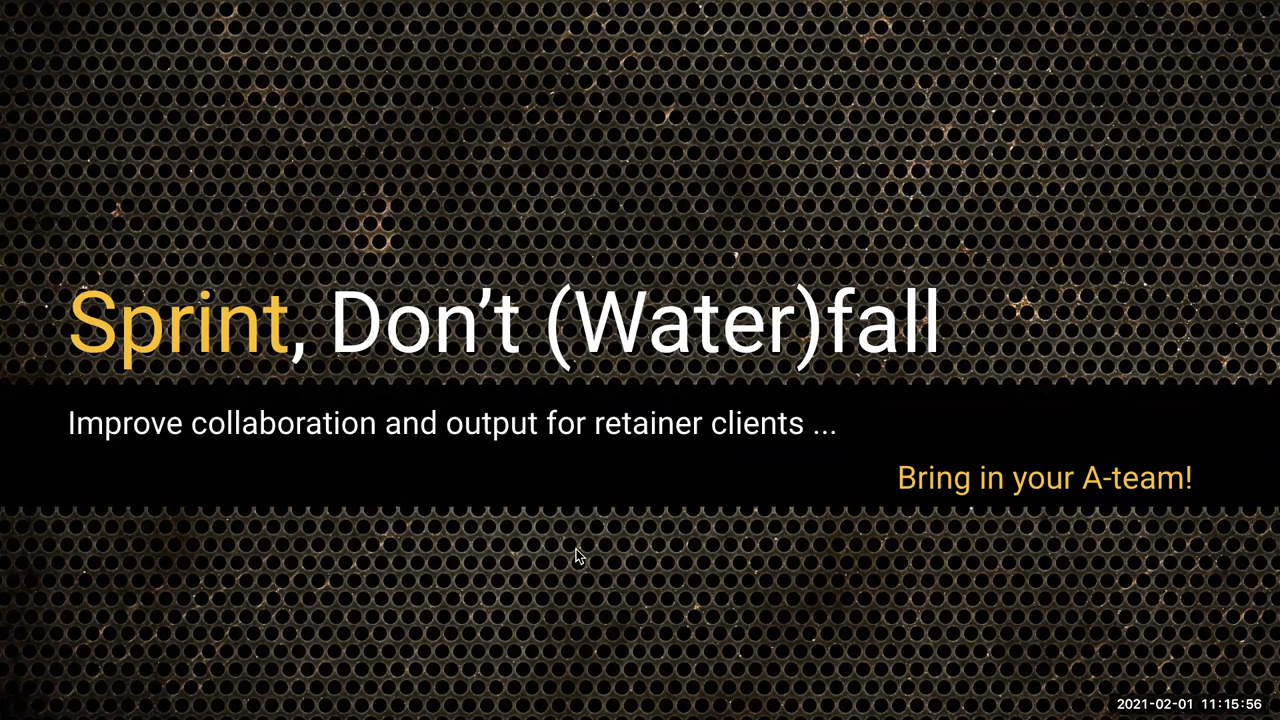 Sprint, Don’t (Water)fall
Improve collaboration and output for retainer clients ...
Bring in your A-team!
2021-02-01 11:15:56